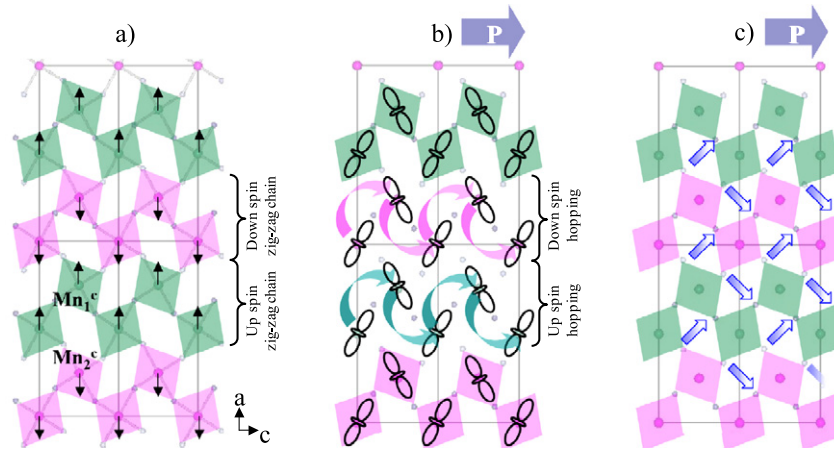 a)
b)
P
c)
P
Down spin
zig-zag chain
Up spin
zig-zag chain
Mn₁ᶜ
Mn₂ᶜ
a
c
Down spin
hopping
Up spin
hopping